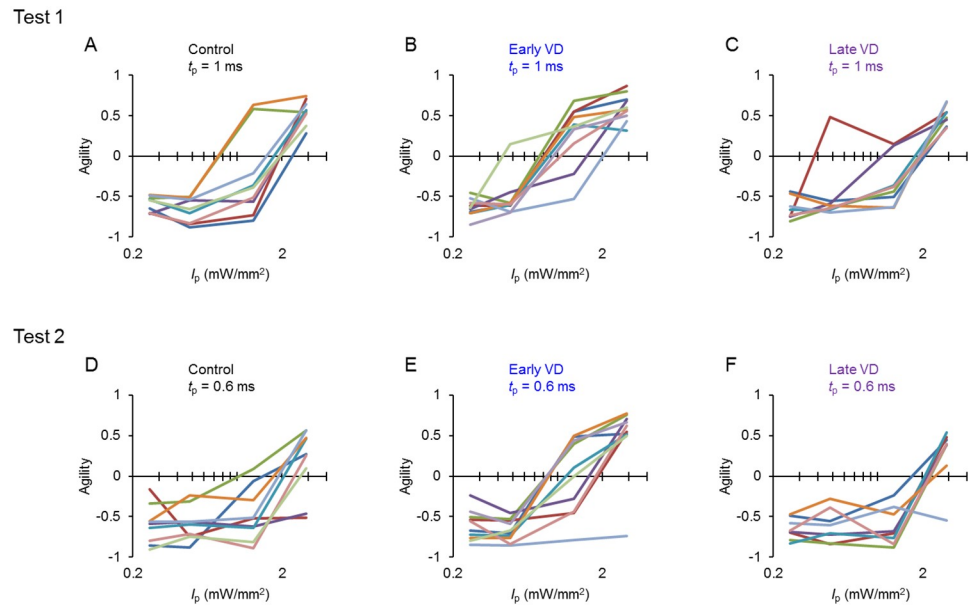 Test 1
A
Control
tp = 1 ms
1
0.5
0
-0.5
-1
Agility
0.2
2
Ip (mW/mm²)
B
Early VD
tp = 1 ms
1
0.5
0
-0.5
-1
Agility
0.2
2
Ip (mW/mm²)
C
Late VD
tp = 1 ms
1
0.5
0
-0.5
-1
Agility
0.2
2
Ip (mW/mm²)
Test 2
D
Control
tp = 0.6 ms
1
0.5
0
-0.5
-1
Agility
0.2
2
Ip (mW/mm²)
E
Early VD
tp = 0.6 ms
1
0.5
0
-0.5
-1
Agility
0.2
2
Ip (mW/mm²)
F
Late VD
tp = 0.6 ms
1
0.5
0
-0.5
-1
Agility
0.2
2
Ip (mW/mm²)